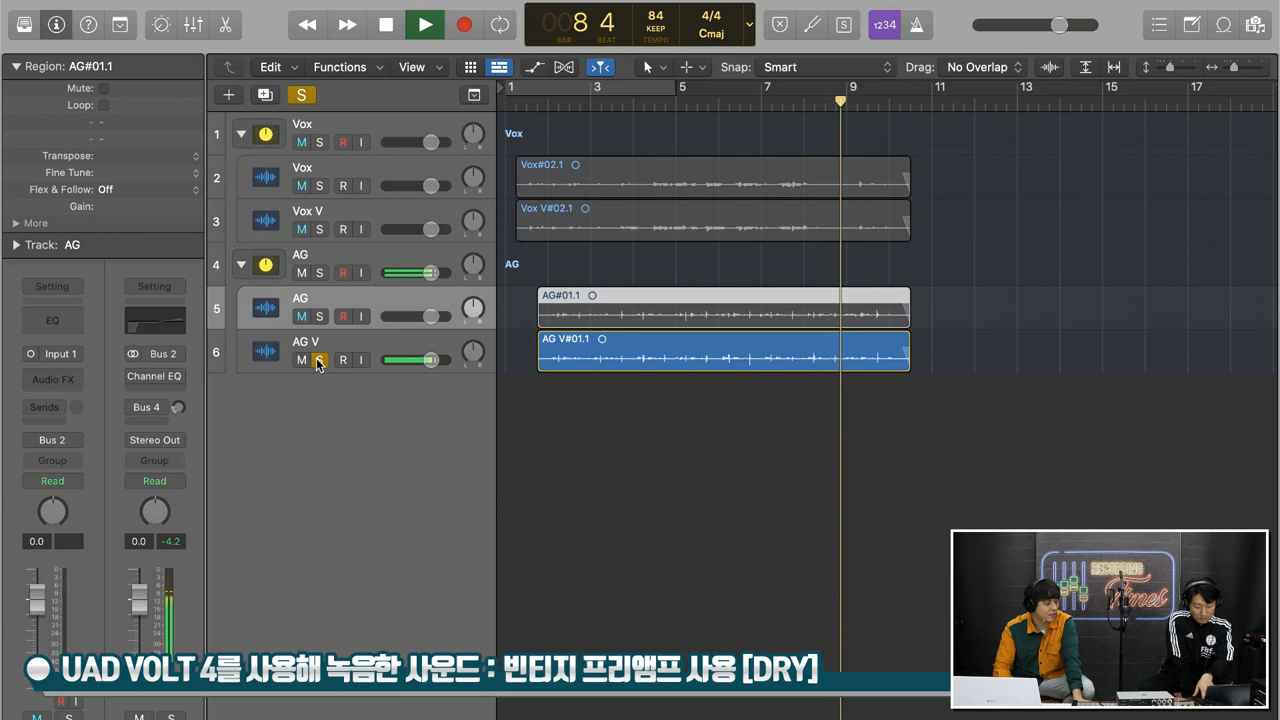 8 4
BAR
BEAT
84
KEEP
TEMPO
4/4
Cmaj
1234
S
Region: AG#01.1
Mute:
Loop:
Transpose:
Fine Tune:
Flex & Follow: Off
Gain:
More
Track: AG
Edit
Functions
View
Snap: Smart
Drag: No Overlap
S
1 3 5 7 9 11 13 15 17
1 Vox
M S R I
Vox
2 Vox
M S R I
Vox#02.1
3 Vox V
M S R I
Vox V#02.1
4 AG
M S R I
AG
5 AG
M S R I
AG#01.1
6 AG V
M S R I
AG V#01.1
Setting Setting
EQ
Input 1 Bus 2
Audio FX Channel EQ
Sends Bus 4
Bus 2 Stereo Out
Group Group
Read Read
0.0 0.0 -4.2
R I
M S M S
RECORDING
Times
UAD VOLT 4를 사용해 녹음한 사운드 : 빈티지 프리앰프 사용 [DRY]